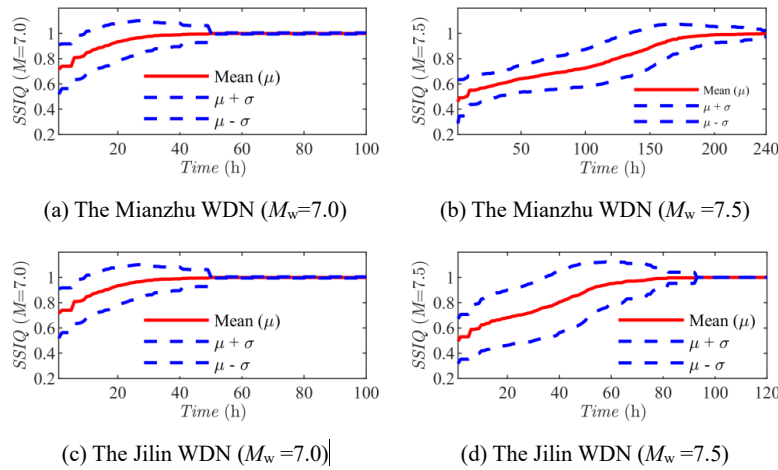 SSIQ (M=7.0)
1
0.8
0.6
0.4
0.2
Mean (μ)
μ + σ
μ - σ
20 40 60 80 100
Time (h)
(a) The Mianzhu WDN (Mw=7.0)
SSIQ (M=7.5)
1
0.8
0.6
0.4
0.2
Mean (μ)
μ + σ
μ - σ
50 100 150 200 240
Time (h)
(b) The Mianzhu WDN (Mw =7.5)
SSIQ (M=7.0)
1
0.8
0.6
0.4
0.2
Mean (μ)
μ + σ
μ - σ
20 40 60 80 100
Time (h)
(c) The Jilin WDN (Mw =7.0)
SSIQ (M=7.5)
1
0.8
0.6
0.4
0.2
Mean (μ)
μ + σ
μ - σ
20 40 60 80 100 120
Time (h)
(d) The Jilin WDN (Mw =7.5)